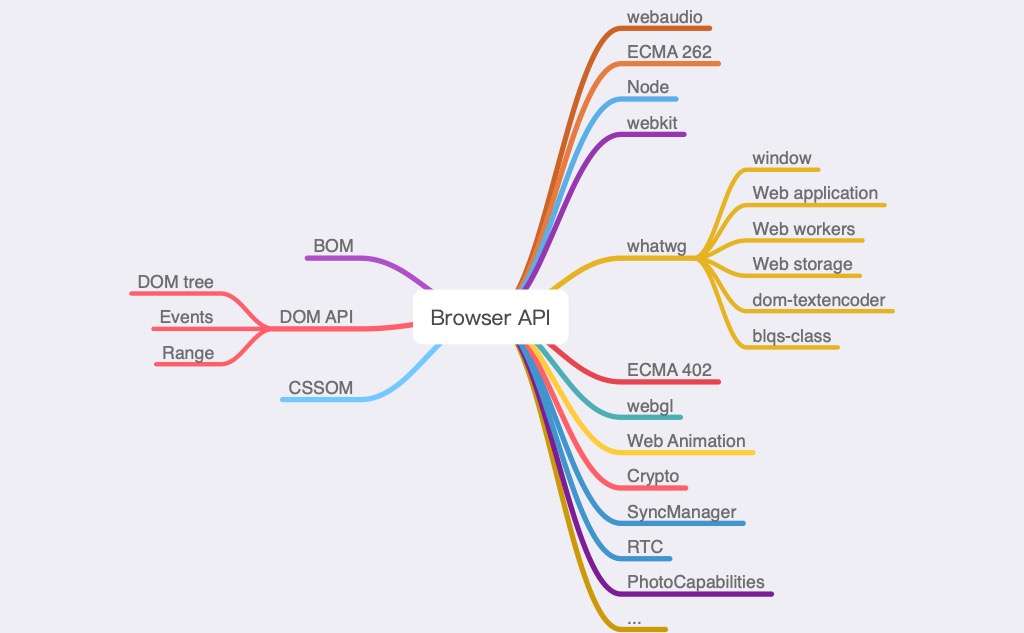 webaudio
ECMA 262
Node
webkit
window
Web application
Web workers
BOM
whatwg
Web storage
DOM tree
dom-textencoder
Events
DOM API
Browser API
blqs-class
Range
ECMA 402
CSSOM
webgl
Web Animation
Crypto
SyncManager
RTC
PhotoCapabilities
...